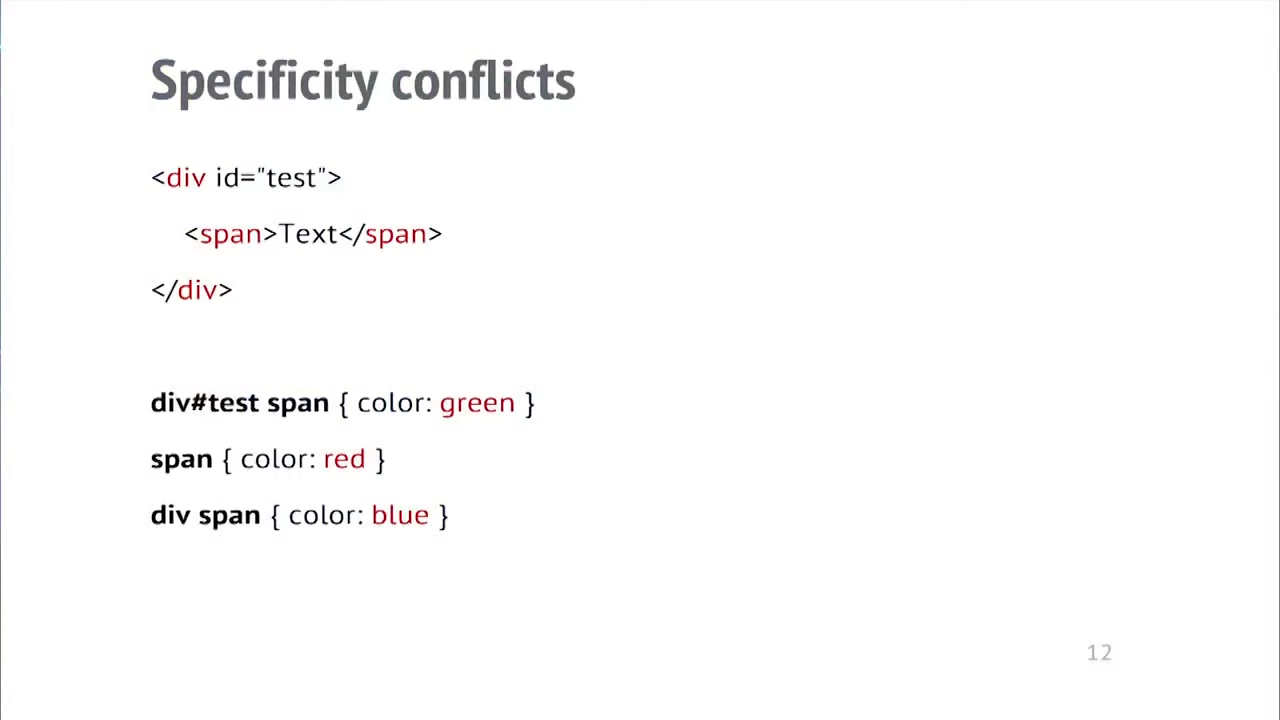 Specificity conflicts
<div id="test">
<span>Text</span>
</div>
div#test span { color: green }
span { color: red }
div span { color: blue }
12